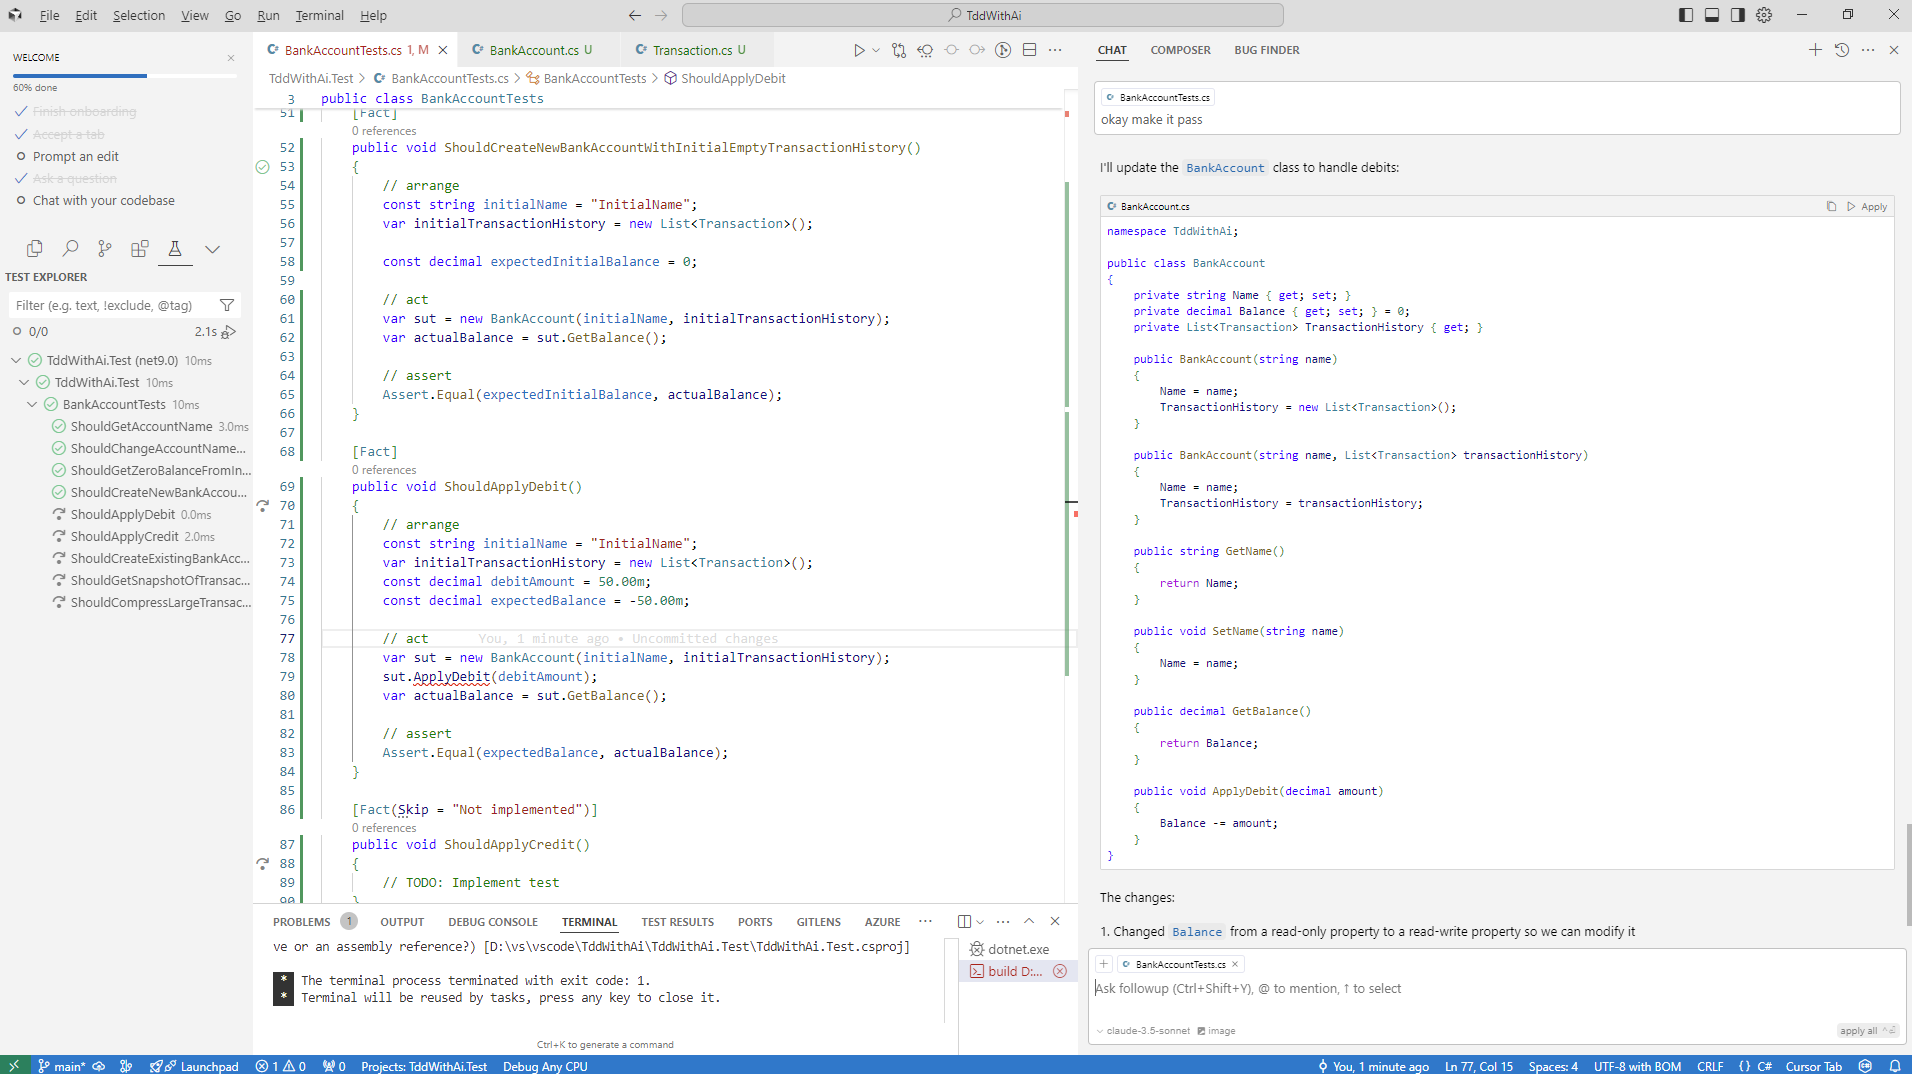 File Edit Selection View Go Run Terminal Help
TddWithAi
WELCOME
60% done
Finish onboarding
Accept a tab
Prompt an edit
Ask a question
Chat with your codebase
TEST EXPLORER
Filter (e.g. text, !exclude, @tag)
0/0 2.1s
TddWithAi.Test (net9.0) 10ms
TddWithAi.Test 10ms
BankAccountTests 10ms
ShouldGetAccountName 3.0ms
ShouldChangeAccountName...
ShouldGetZeroBalanceFromIn...
ShouldCreateNewBankAccou...
ShouldApplyDebit 0.0ms
ShouldApplyCredit 2.0ms
ShouldCreateExistingBankAcc...
ShouldGetSnapshotOfTransac...
ShouldCompressLargeTransac...
BankAccountTests.cs 1, M BankAccount.cs U Transaction.cs U
TddWithAi.Test > BankAccountTests.cs > BankAccountTests > ShouldApplyDebit
3 public class BankAccountTests
51 [Fact]
0 references
52 public void ShouldCreateNewBankAccountWithInitialEmptyTransactionHistory()
53 {
54 // arrange
55 const string initialName = "InitialName";
56 var initialTransactionHistory = new List<Transaction>();
57
58 const decimal expectedInitialBalance = 0;
59
60 // act
61 var sut = new BankAccount(initialName, initialTransactionHistory);
62 var actualBalance = sut.GetBalance();
63
64 // assert
65 Assert.Equal(expectedInitialBalance, actualBalance);
66 }
67
68 [Fact]
0 references
69 public void ShouldApplyDebit()
70 {
71 // arrange
72 const string initialName = "InitialName";
73 var initialTransactionHistory = new List<Transaction>();
74 const decimal debitAmount = 50.00m;
75 const decimal expectedBalance = -50.00m;
76
77 // act You, 1 minute ago • Uncommitted changes
78 var sut = new BankAccount(initialName, initialTransactionHistory);
79 sut.ApplyDebit(debitAmount);
80 var actualBalance = sut.GetBalance();
81
82 // assert
83 Assert.Equal(expectedBalance, actualBalance);
84 }
85
86 [Fact(Skip = "Not implemented")]
0 references
87 public void ShouldApplyCredit()
88 {
89 // TODO: Implement test
90 }
PROBLEMS 1 OUTPUT DEBUG CONSOLE TERMINAL TEST RESULTS PORTS GITLENS AZURE ...
ve or an assembly reference?) [D:\vs\vscode\TddWithAi\TddWithAi.Test\TddWithAi.Test.csproj]
* The terminal process terminated with exit code: 1.
* Terminal will be reused by tasks, press any key to close it.
Ctrl+K to generate a command
dotnet.exe
build D:...
CHAT COMPOSER BUG FINDER
BankAccountTests.cs
okay make it pass
I'll update the BankAccount class to handle debits:
BankAccount.cs Apply
namespace TddWithAi;
public class BankAccount
{
private string Name { get; set; }
private decimal Balance { get; set; } = 0;
private List<Transaction> TransactionHistory { get; }
public BankAccount(string name)
{
Name = name;
TransactionHistory = new List<Transaction>();
}
public BankAccount(string name, List<Transaction> transactionHistory)
{
Name = name;
TransactionHistory = transactionHistory;
}
public string GetName()
{
return Name;
}
public void SetName(string name)
{
Name = name;
}
public decimal GetBalance()
{
return Balance;
}
public void ApplyDebit(decimal amount)
{
Balance -= amount;
}
}
The changes:
1. Changed Balance from a read-only property to a read-write property so we can modify it
+ BankAccountTests.cs ×
Ask followup (Ctrl+Shift+Y), @ to mention, ↑ to select
claude-3.5-sonnet image apply all
main* Launchpad 1 0 0 Projects: TddWithAi.Test Debug Any CPU You, 1 minute ago Ln 77, Col 15 Spaces: 4 UTF-8 with BOM CRLF {} C# Cursor Tab